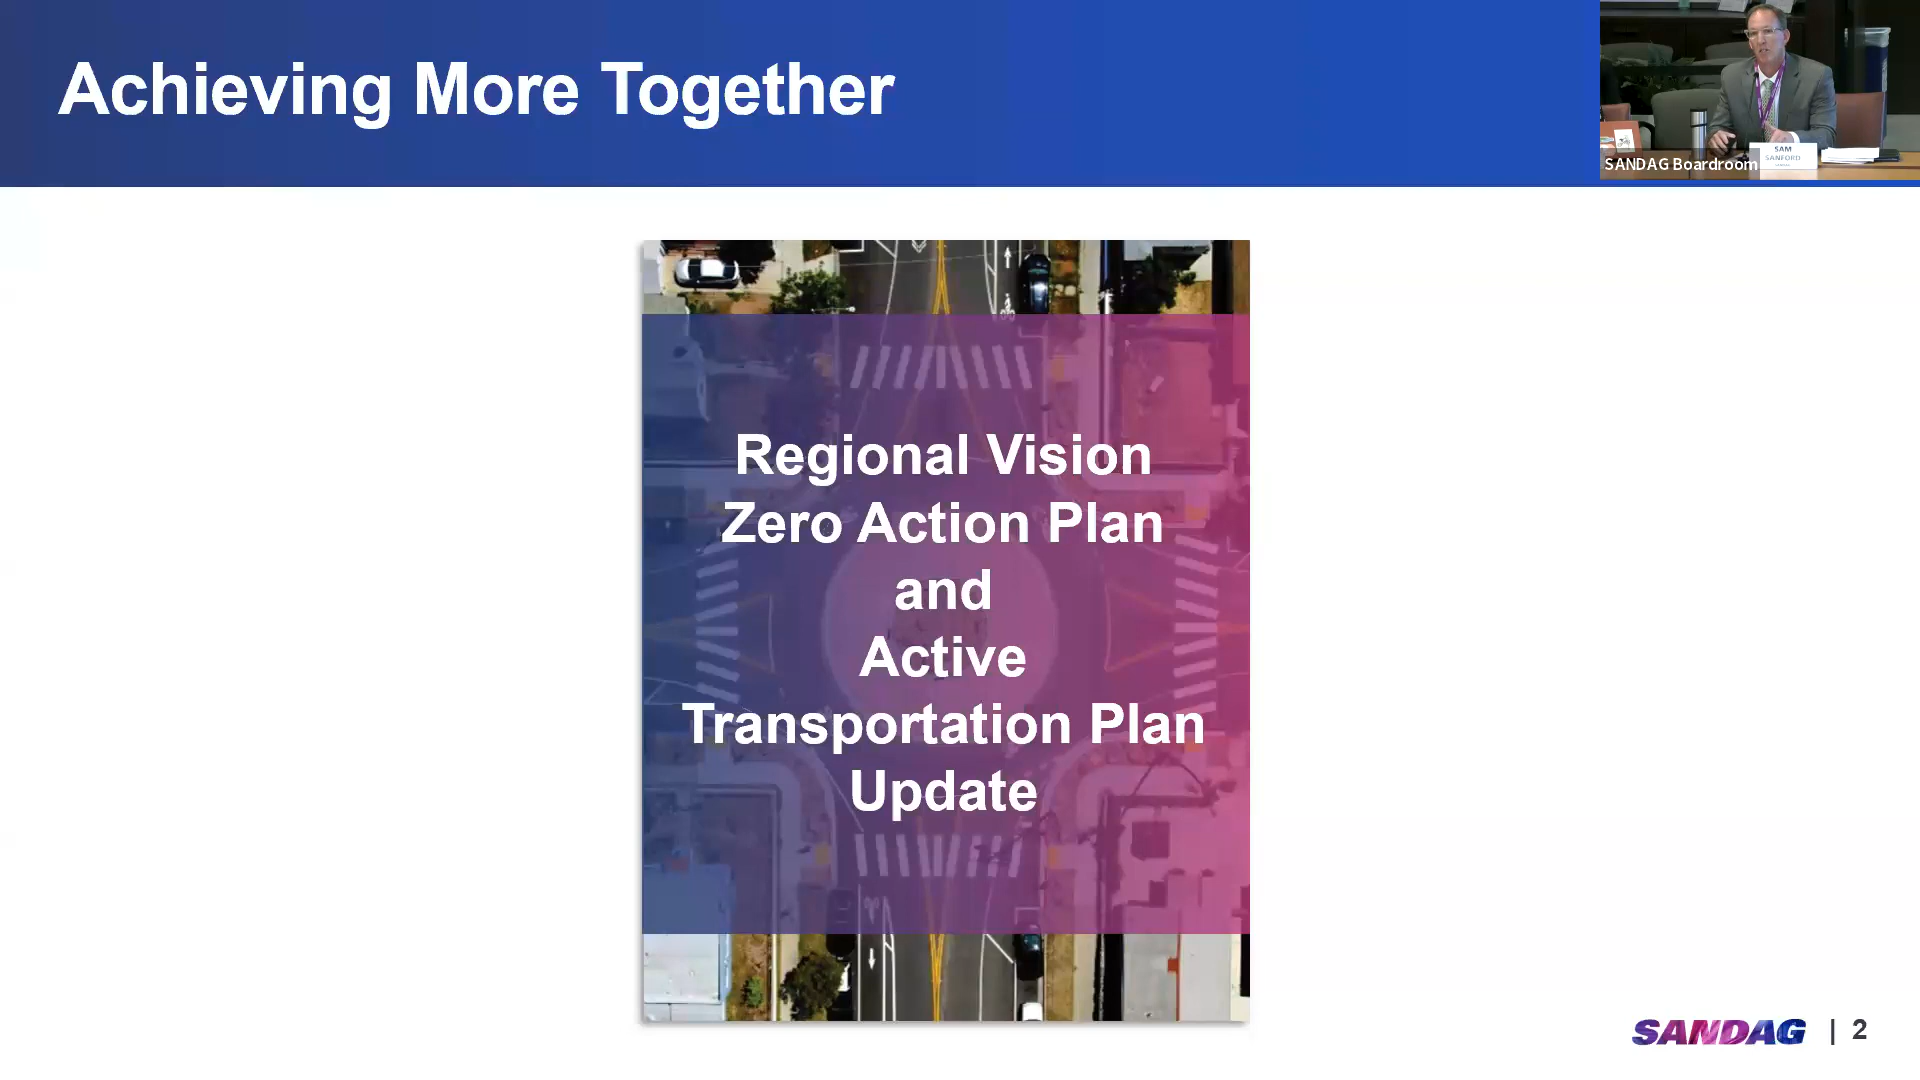 Achieving More Together
SANDAG Boardroom
SAM
SANFORD
Regional Vision
Zero Action Plan
and
Active
Transportation Plan
Update
SANDAG | 2